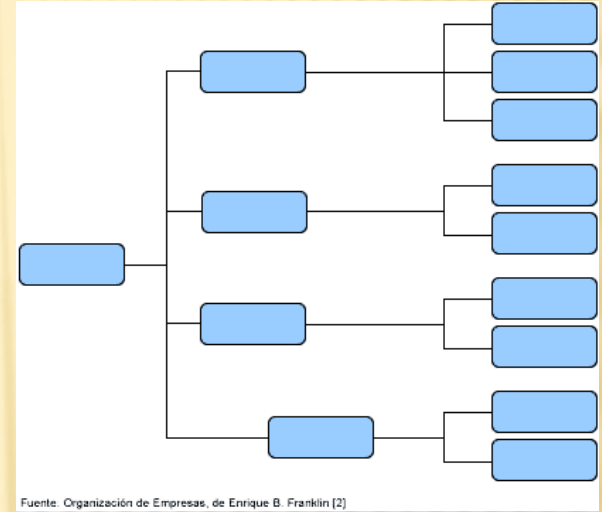 Fuente. Organización de Empresas, de Enrique B. Franklin [2]